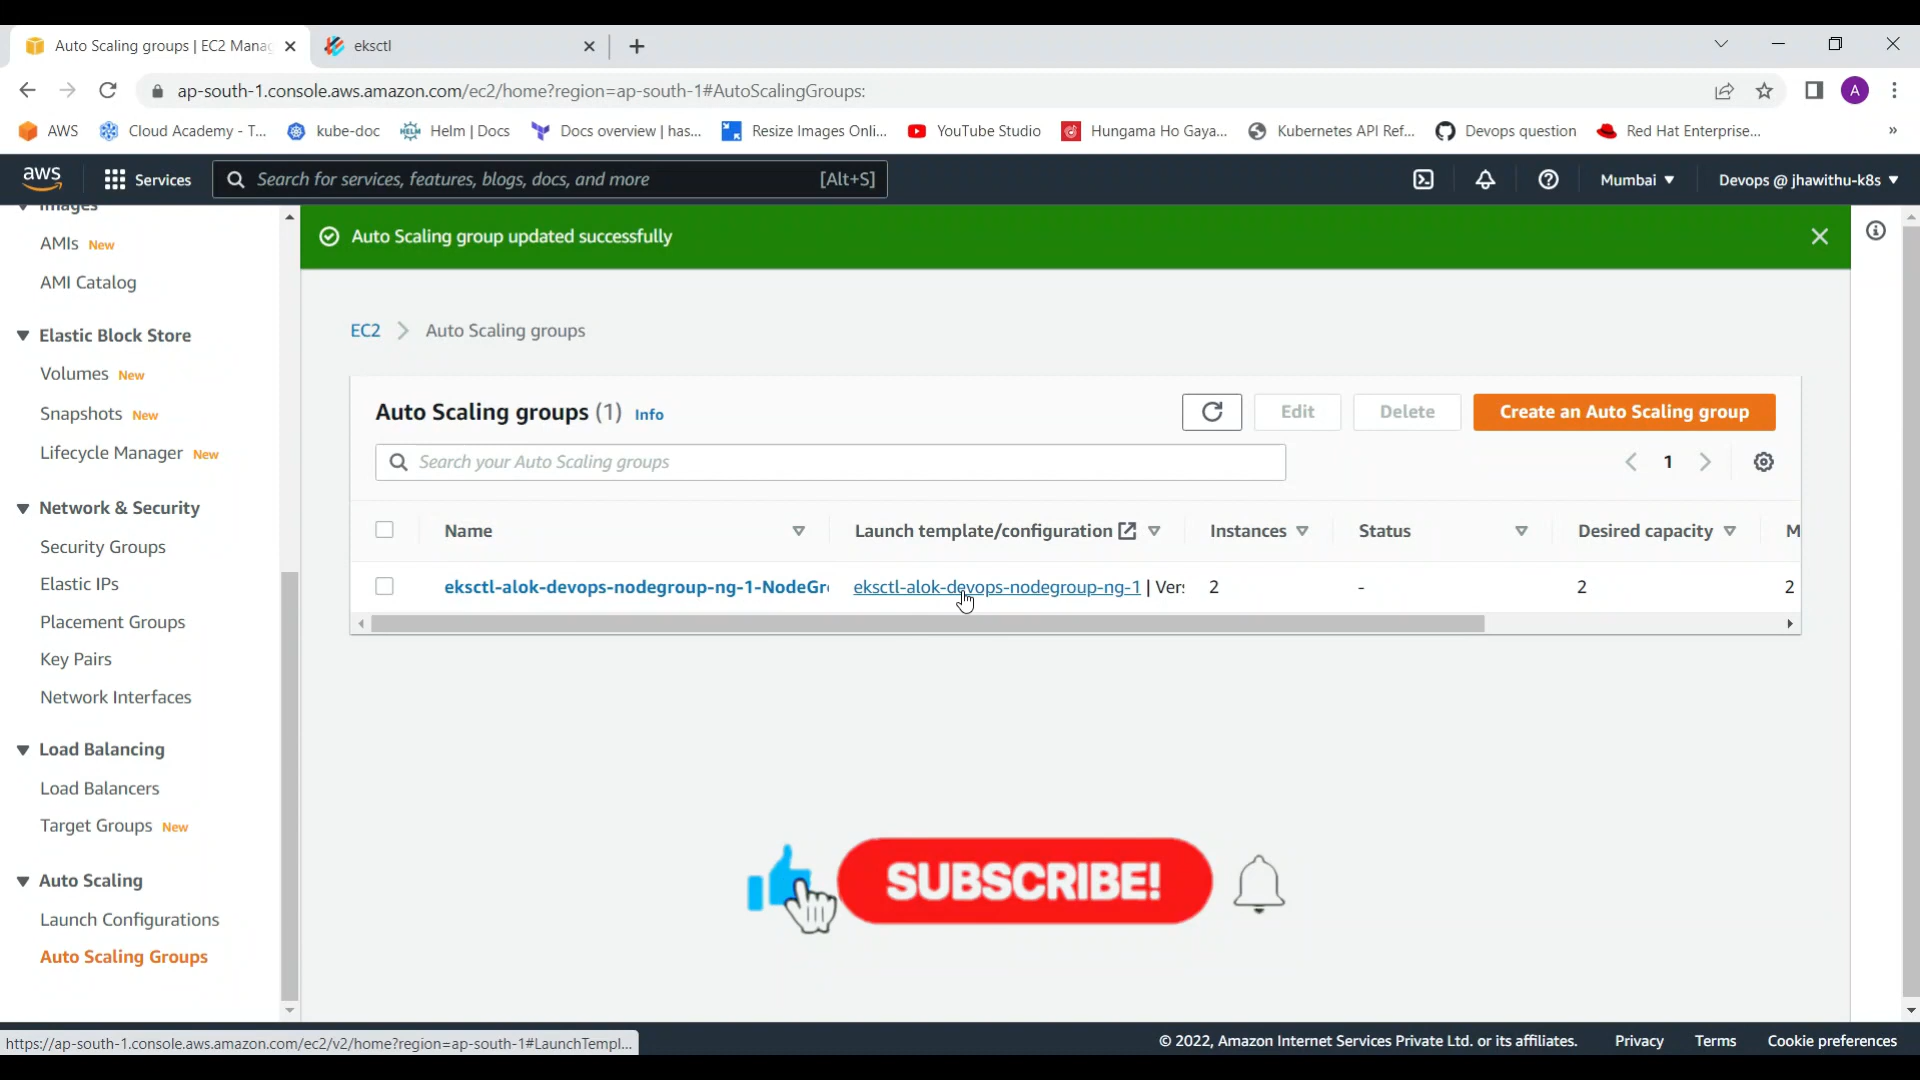 Auto Scaling groups | EC2 Mana
eksctl
ap-south-1.console.aws.amazon.com/ec2/home?region=ap-south-1#AutoScalingGroups:
A
AWS
Cloud Academy - T...
kube-doc
HELM
Helm | Docs
Docs overview | has...
Resize Images Onli...
YouTube Studio
Hungama Ho Gaya...
Kubernetes API Ref...
Devops question
Red Hat Enterprise...
»
aws
Services
Search for services, features, blogs, docs, and more
[Alt+S]
Mumbai
Devops @ jhawithu-k8s
Images
AMIs New
AMI Catalog
Elastic Block Store
Volumes New
Snapshots New
Lifecycle Manager New
Network & Security
Security Groups
Elastic IPs
Placement Groups
Key Pairs
Network Interfaces
Load Balancing
Load Balancers
Target Groups New
Auto Scaling
Launch Configurations
Auto Scaling Groups
Auto Scaling group updated successfully
EC2 > Auto Scaling groups
Auto Scaling groups (1) Info
Edit
Delete
Create an Auto Scaling group
Search your Auto Scaling groups
1
Name
Launch template/configuration
Instances
Status
Desired capacity
M
eksctl-alok-devops-nodegroup-ng-1-NodeGr
eksctl-alok-devops-nodegroup-ng-1 | Ver
2
-
2
2
SUBSCRIBE!
https://ap-south-1.console.aws.amazon.com/ec2/v2/home?region=ap-south-1#LaunchTempl...
© 2022, Amazon Internet Services Private Ltd. or its affiliates.
Privacy
Terms
Cookie preferences